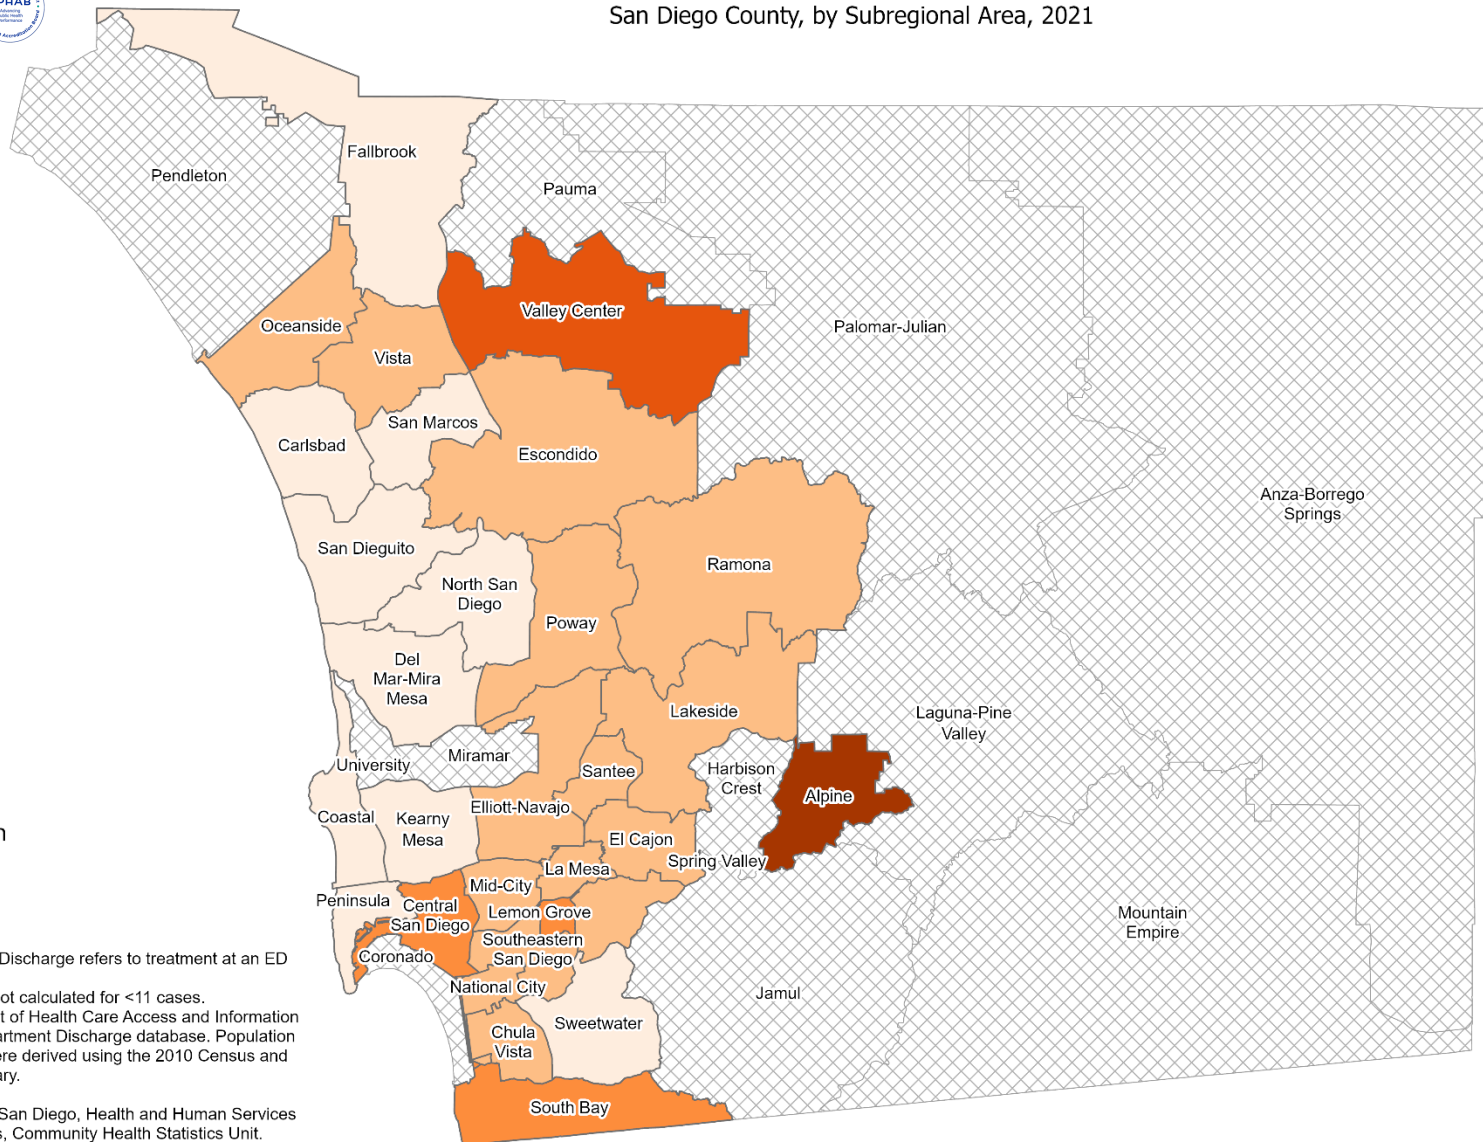 PHAB
Advancing
Public Health
Performance
San Diego County, by Subregional Area, 2021
Fallbrook
Pendleton
Pauma
Valley Center
Oceanside
Palomar-Julian
Vista
San Marcos
Carlsbad
Escondido
Anza-Borrego
Springs
San Dieguito
Ramona
North San
Diego
Poway
Del
Mar-Mira
Mesa
Lakeside
Laguna-Pine
Valley
Miramar
University
Santee
Harbison
Crest
Alpine
Elliott-Navajo
Coastal
Kearny
Mesa
El Cajon
Spring Valley
La Mesa
Mid-City
Peninsula
Central
San Diego
Lemon Grove
Mountain
Empire
Southeastern
San Diego
Coronado
National City
Jamul
Sweetwater
Chula
Vista
South Bay
n
Discharge refers to treatment at an ED
ot calculated for <11 cases.
t of Health Care Access and Information
artment Discharge database. Population
ere derived using the 2010 Census and
ary.
San Diego, Health and Human Services
s, Community Health Statistics Unit.